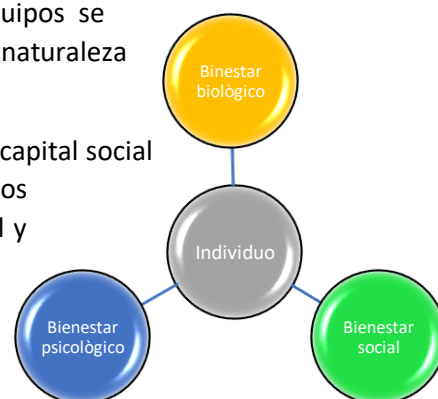 uipos se
naturaleza
capital social
os
l y
Binestar
biològico
Individuo
Bienestar
psicològico
Bienestar
social